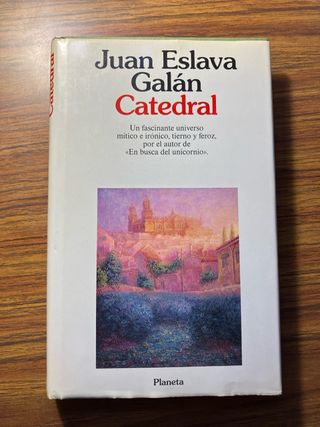 Juan Eslava
Galán
Catedral
Un fascinante universo
mítico e irónico, tierno y feroz,
por el autor de
«En busca del unicornio».
Planeta
Catedral